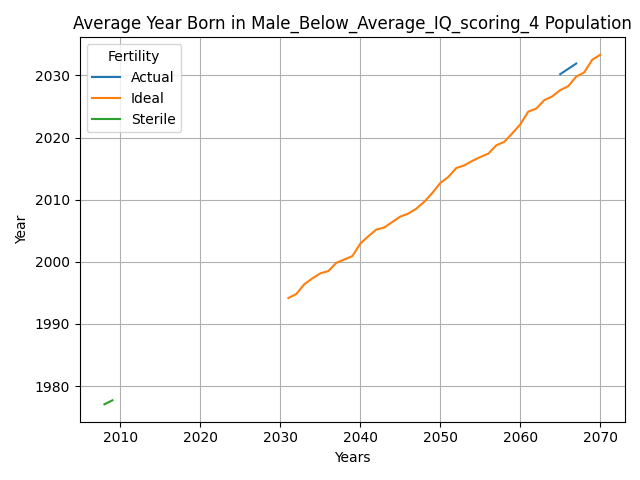 Average Year Born in Male_Below_Average_IQ_scoring_4 Population
Fertility
Actual
Ideal
Sterile
Year
2030
2020
2010
2000
1990
1980
2010 2020 2030 2040 2050 2060 2070
Years